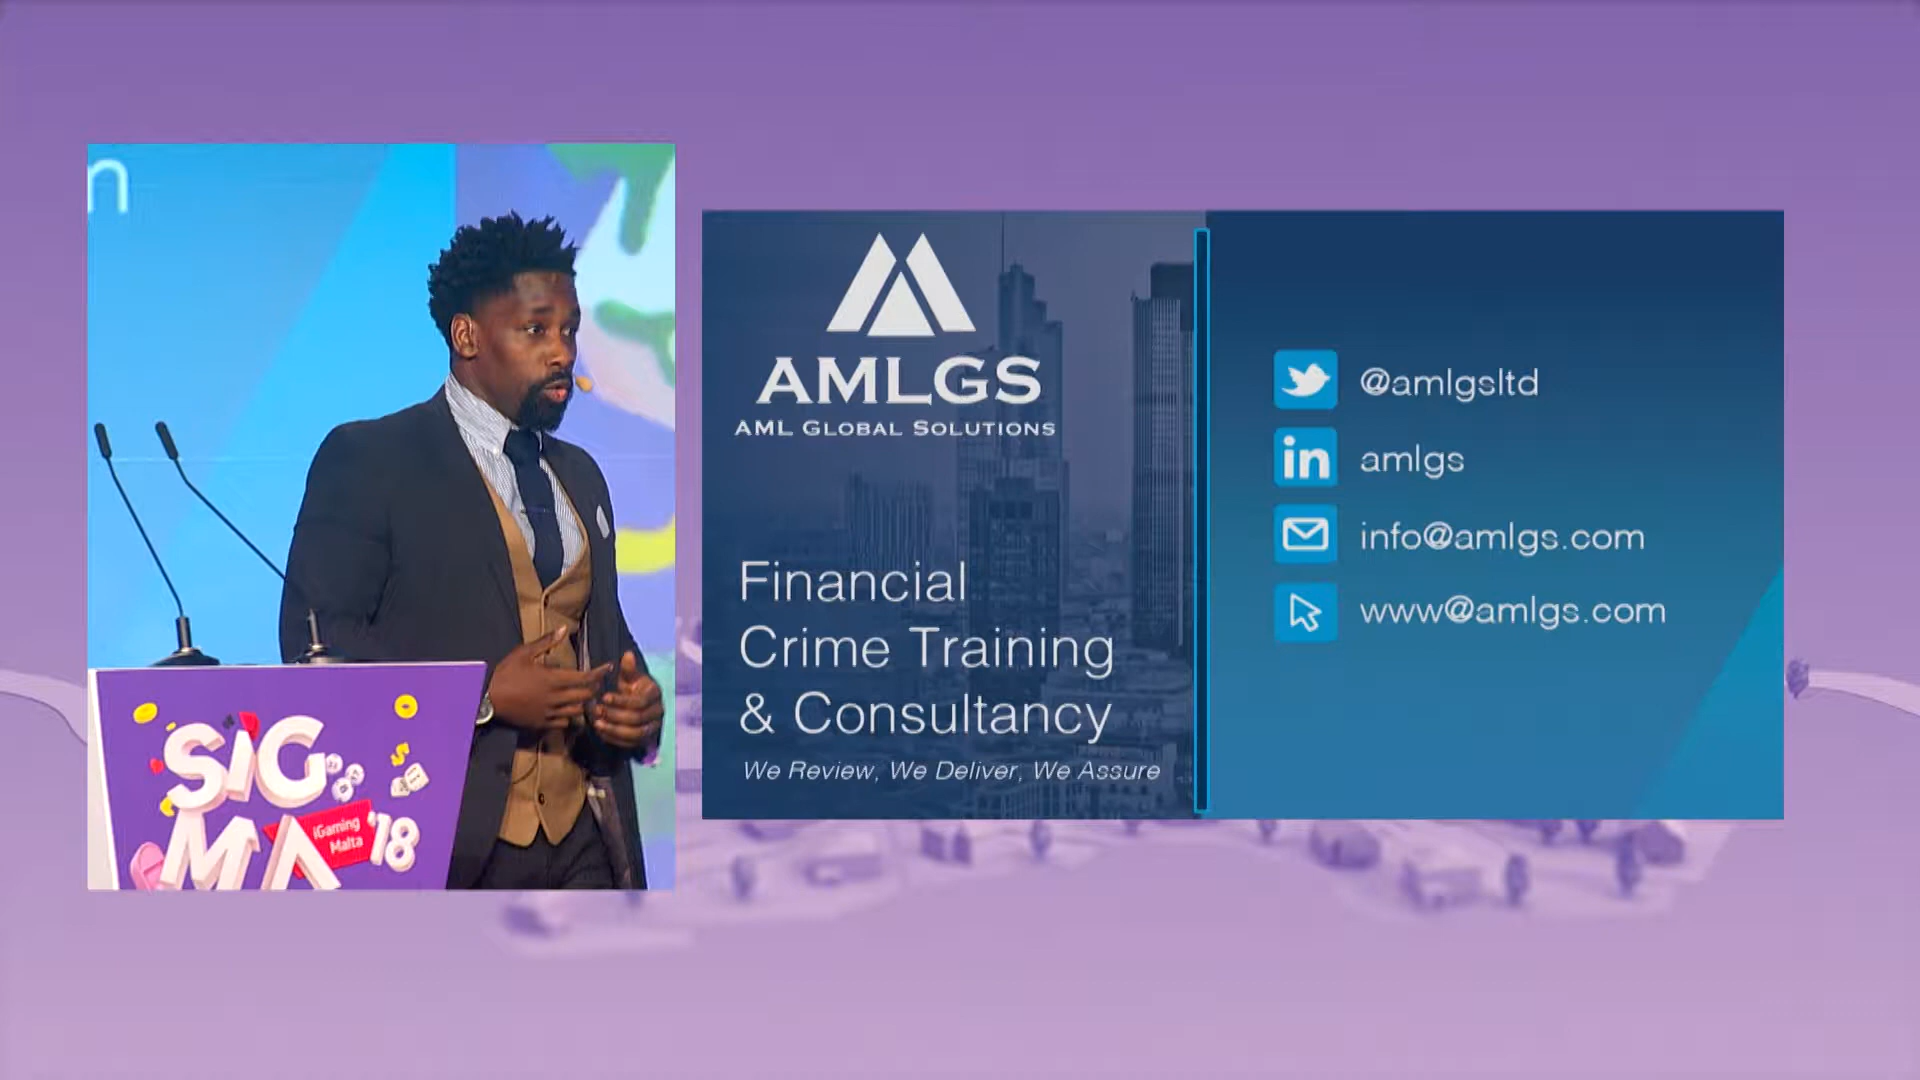 n
SiG
MA
iGaming
Malta
'18
AMLGS
AML GLOBAL SOLUTIONS
Financial
Crime Training
& Consultancy
We Review, We Deliver, We Assure
@amlgsltd
in amlgs
info@amlgs.com
www@amlgs.com